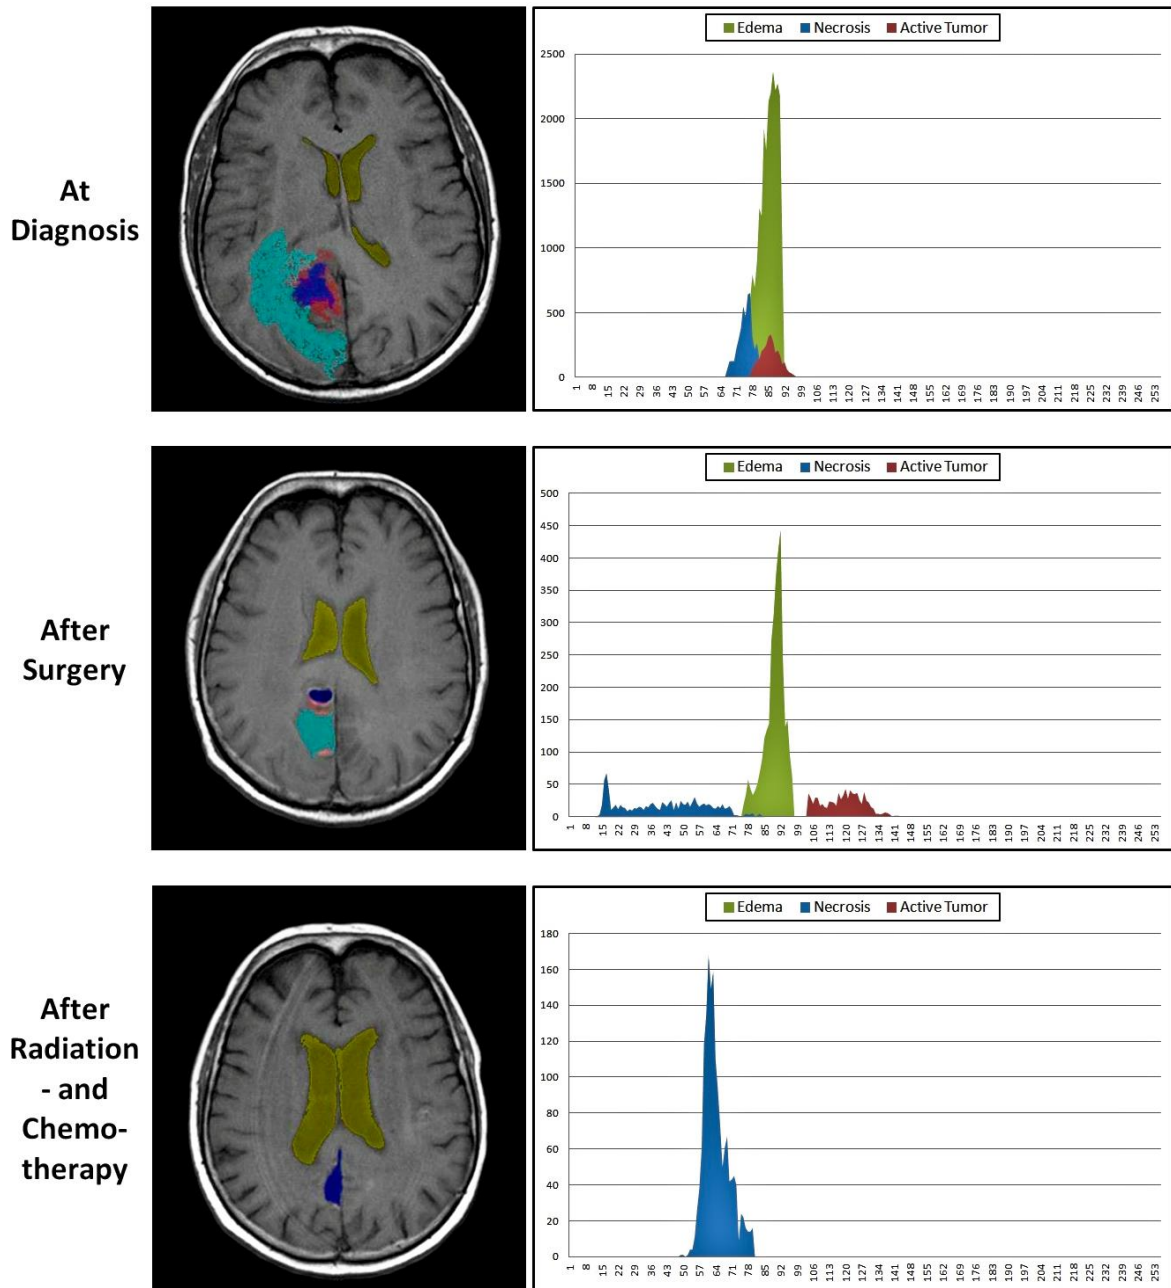 At
Diagnosis
Edema Necrosis Active Tumor
2500
2000
1500
1000
500
0
1 8 15 22 29 36 43 50 57 64 71 78 85 92 99 106 113 120 127 134 141 148 155 162 169 176 183 190 197 204 211 218 225 232 239 246 253
After
Surgery
Edema Necrosis Active Tumor
500
450
400
350
300
250
200
150
100
50
0
1 8 15 22 29 36 43 50 57 64 71 78 85 92 99 106 113 120 127 134 141 148 155 162 169 176 183 190 197 204 211 218 225 232 239 246 253
After
Radiation
- and
Chemo-
therapy
Edema Necrosis Active Tumor
180
160
140
120
100
80
60
40
20
0
1 8 15 22 29 36 43 50 57 64 71 78 85 92 99 106 113 120 127 134 141 148 155 162 169 176 183 190 197 204 211 218 225 232 239 246 253